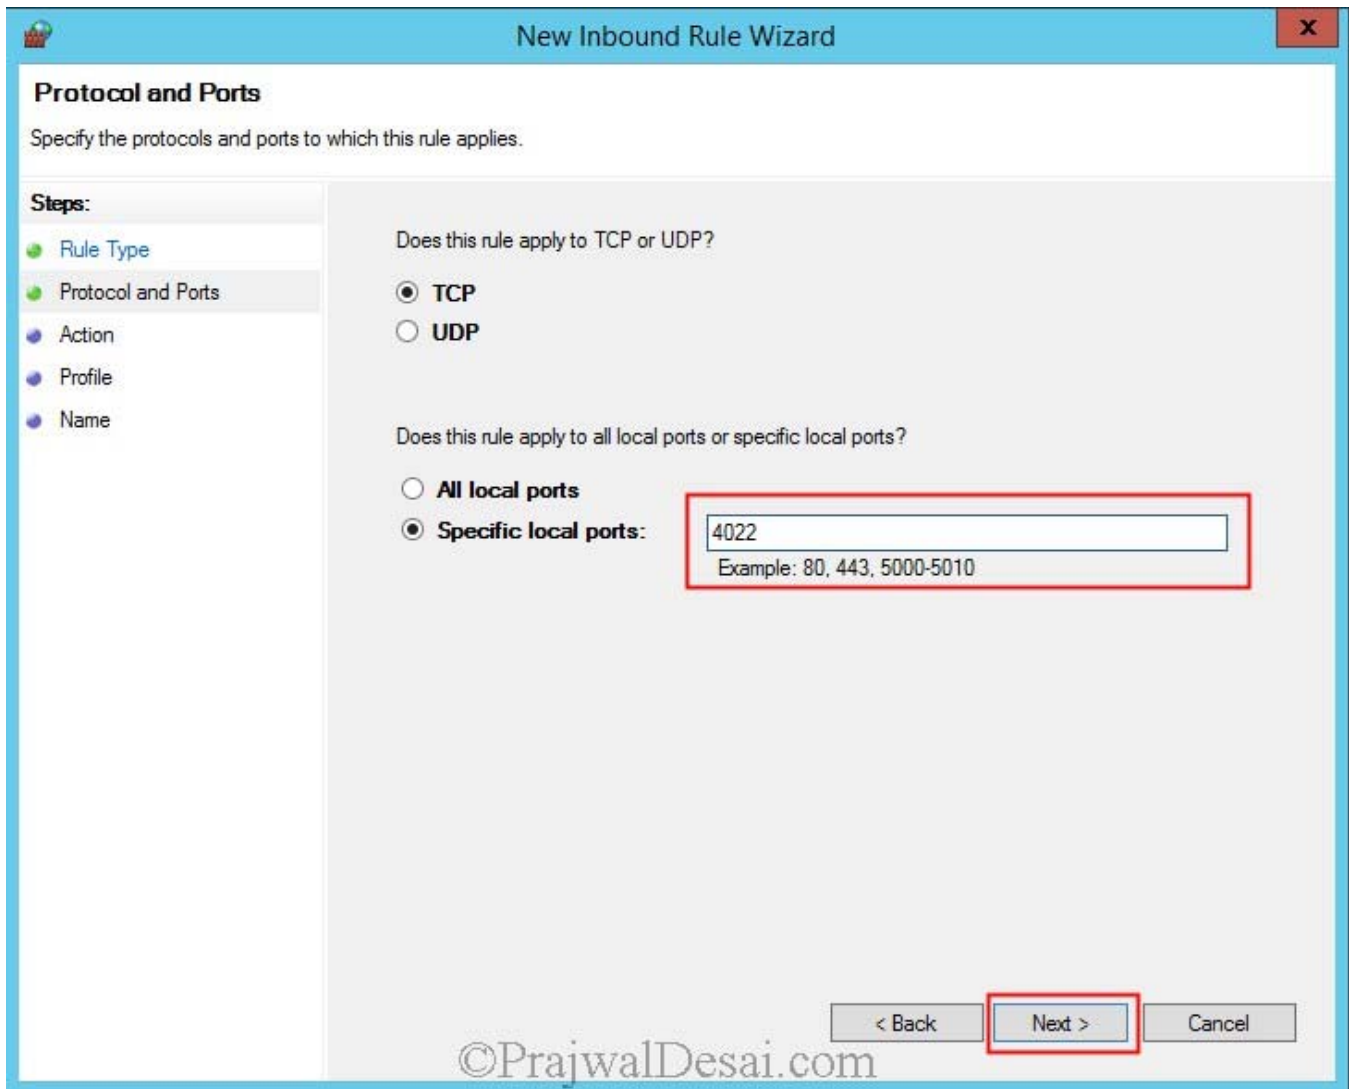 New Inbound Rule Wizard
x
Protocol and Ports
Specify the protocols and ports to which this rule applies.
Steps:
Rule Type
Protocol and Ports
Action
Profile
Name
Does this rule apply to TCP or UDP?
TCP
UDP
Does this rule apply to all local ports or specific local ports?
All local ports
Specific local ports:
4022
Example: 80, 443, 5000-5010
< Back
Next >
Cancel
©PrajwalDesai.com